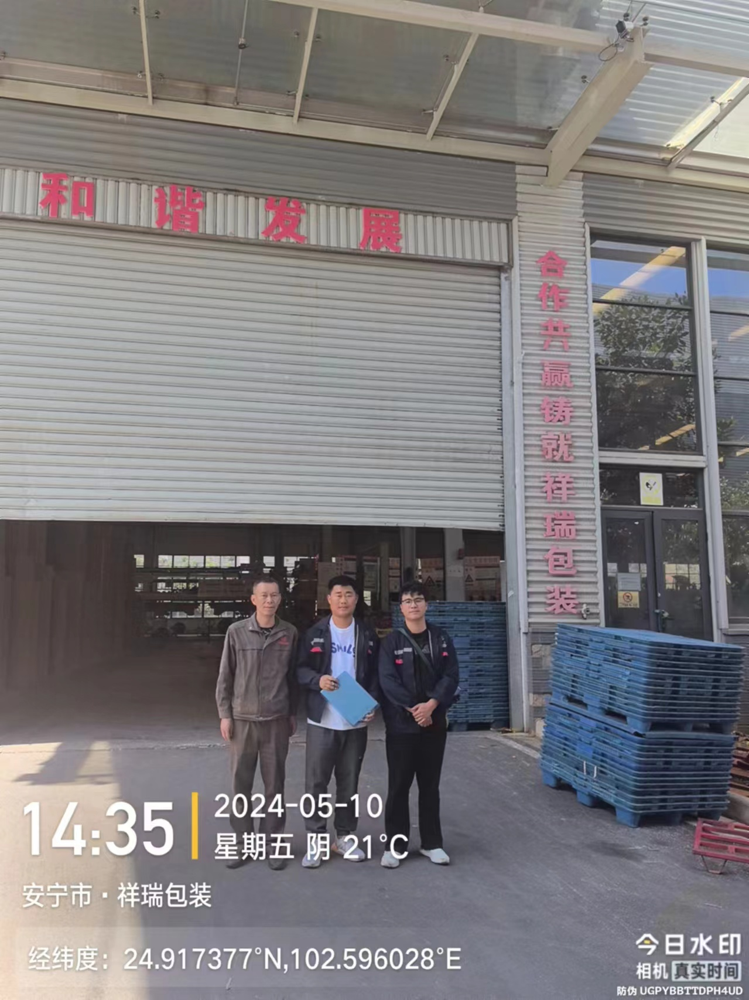 和谐发展
合作共赢铸就祥瑞包装
SMILE
14:35
2024-05-10
星期五 阴 21°C
安宁市·祥瑞包装
经纬度：24.917377°N,102.596028°E
今日水印
相机 真实时间
防伪 UGPYBBTTDPH4UD